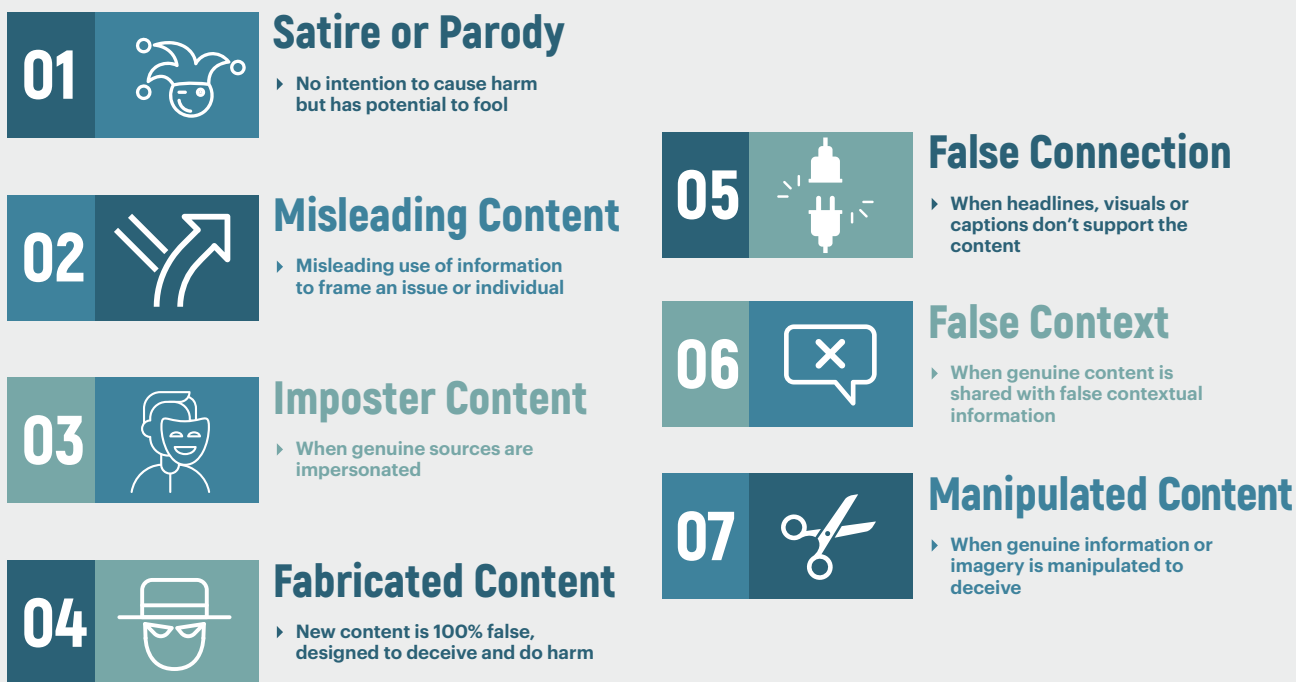 01
Satire or Parody
No intention to cause harm
but has potential to fool
02
Misleading Content
Misleading use of information
to frame an issue or individual
03
Imposter Content
When genuine sources are
impersonated
04
Fabricated Content
New content is 100% false,
designed to deceive and do harm
05
False Connection
When headlines, visuals or
captions don’t support the
content
06
False Context
When genuine content is
shared with false contextual
information
07
Manipulated Content
When genuine information or
imagery is manipulated to
deceive